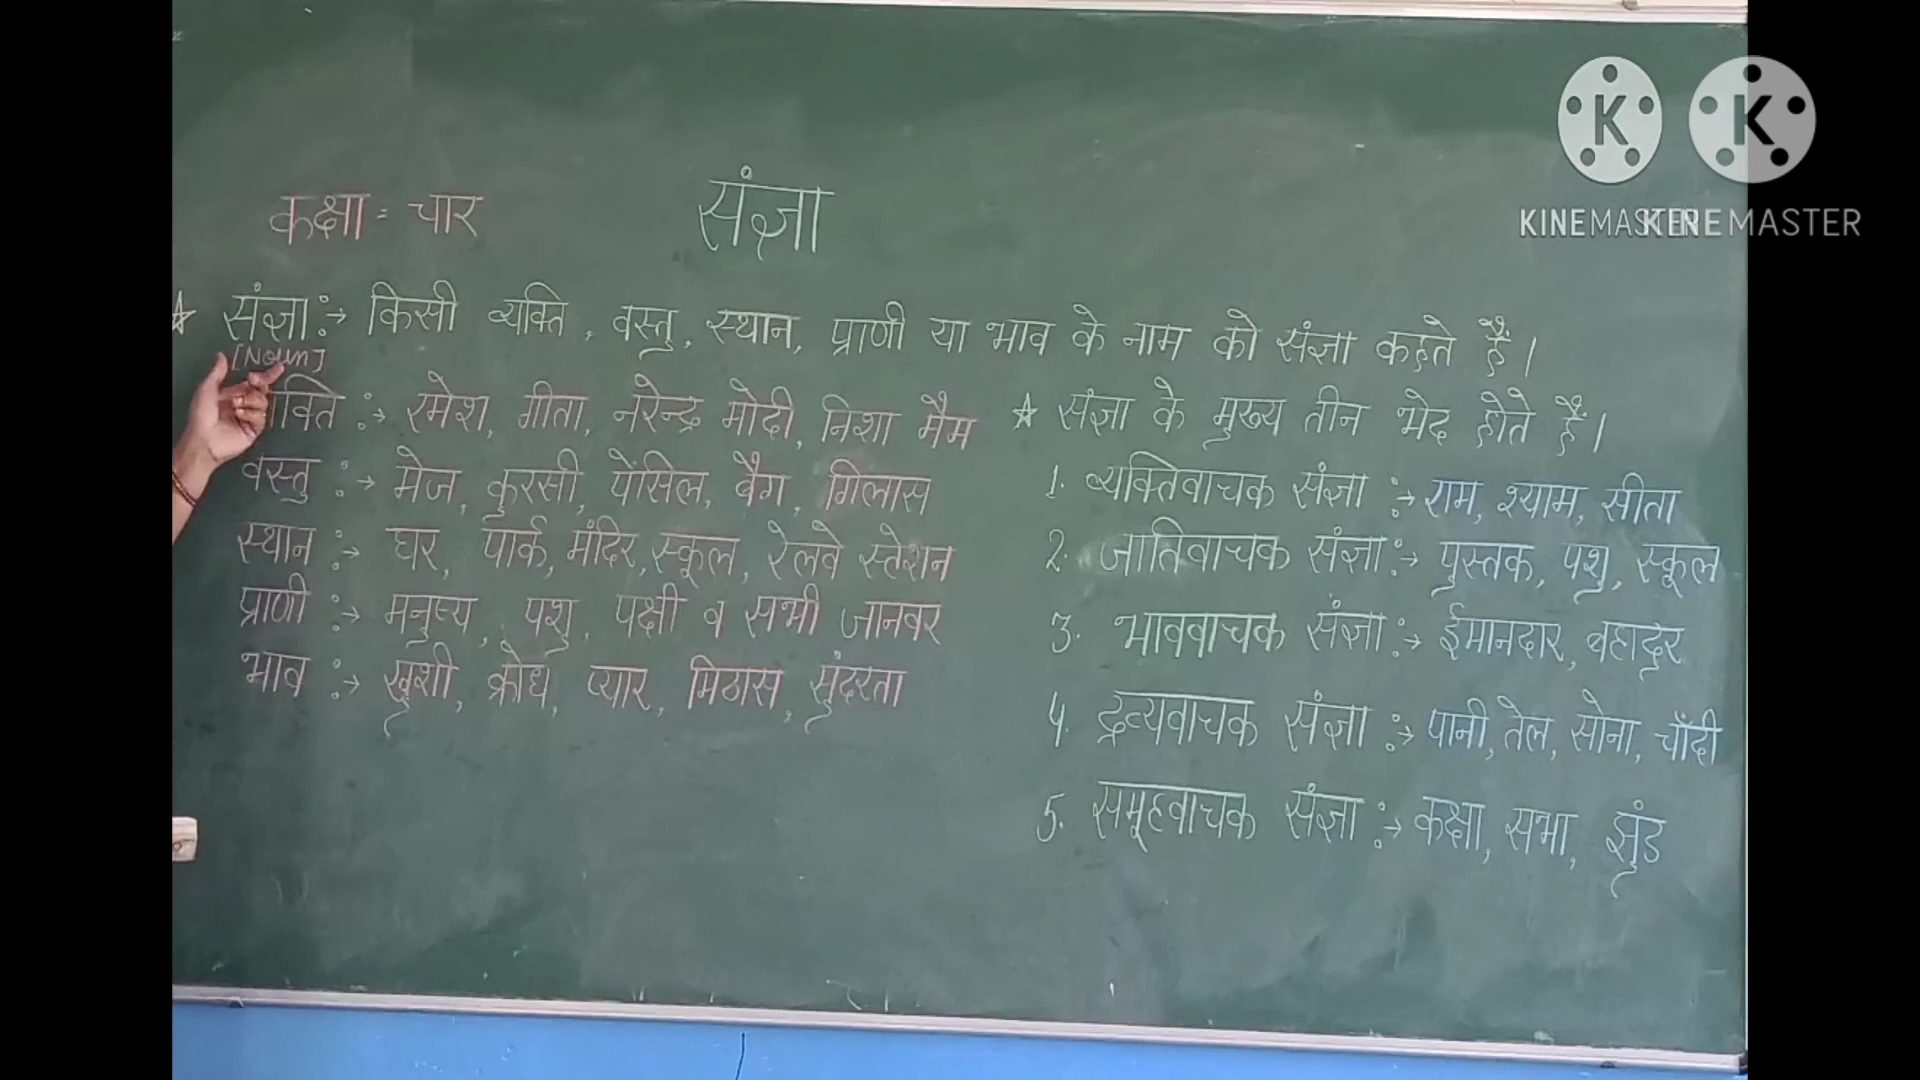 कक्षा = चार
संज्ञा
☆ संज्ञा :→ किसी व्यक्ति, वस्तु, स्थान, प्राणी या भाव के नाम को संज्ञा कहते हैं।
[Noun]
:→ रमेश, गीता, नरेन्द्र मोदी, निशा मैम
वस्तु :→ मेज, कुरसी, पेंसिल, बैग, गिलास
स्थान :→ घर, पार्क, मंदिर, स्कूल, रेलवे स्टेशन
प्राणी :→ मनुष्य, पशु, पक्षी व सभी जानवर
भाव :→ खुशी, क्रोध, प्यार, मिठास, सुंदरता
☆ संज्ञा के मुख्य तीन भेद होते हैं।
1. व्यक्तिवाचक संज्ञा :→ राम, श्याम, सीता
2. जातिवाचक संज्ञा :→ पुस्तक, पशु, स्कूल
3. भाववाचक संज्ञा :→ ईमानदार, बहादुर
4. द्रव्यवाचक संज्ञा :→ पानी, तेल, सोना, चाँदी
5. समूहवाचक संज्ञा :→ कक्षा, सभा, झुंड
KINEMASTER
KINEMASTER